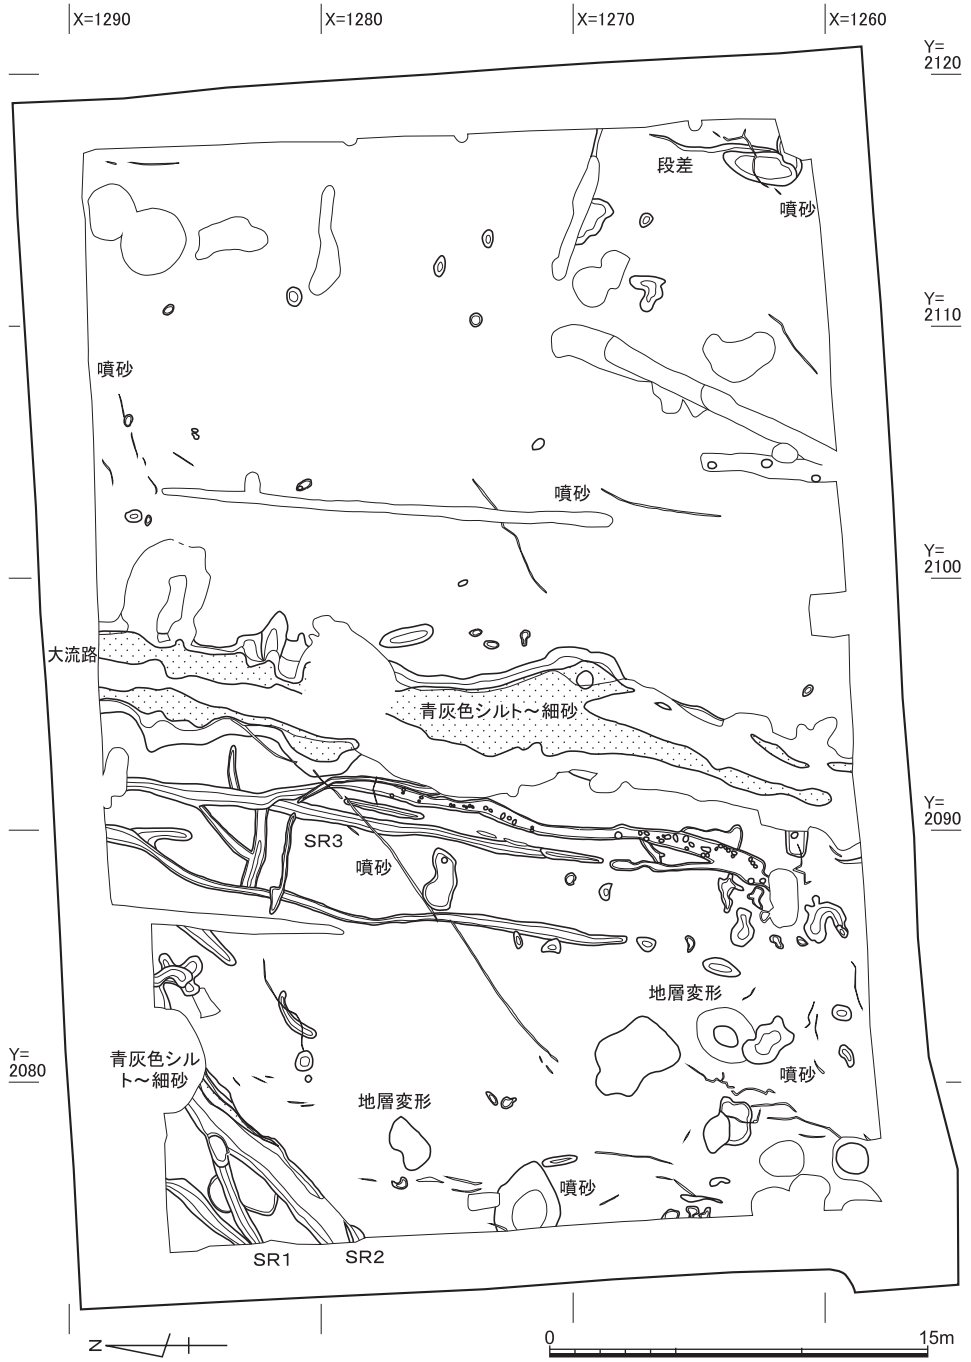 X=1290
X=1280
X=1270
X=1260
Y=
2120
段差
噴砂
Y=
2110
噴砂
噴砂
Y=
2100
大流路
青灰色シルト～細砂
Y=
2090
SR3
噴砂
地層変形
Y=
2080
青灰色シル
ト～細砂
噴砂
地層変形
噴砂
SR1
SR2
N
0
15m